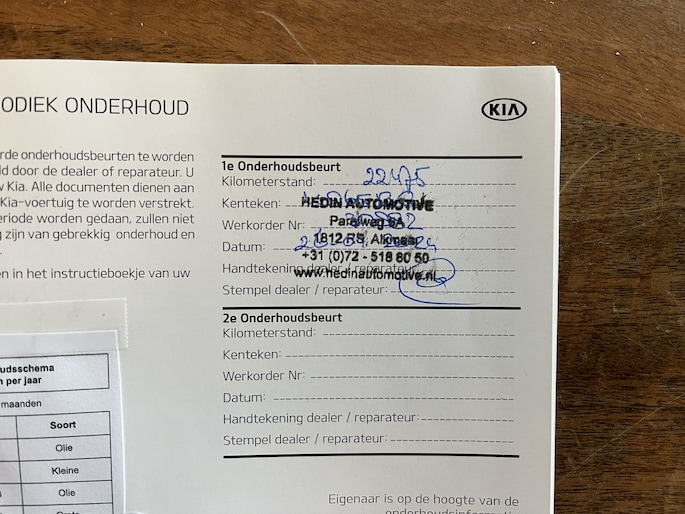 ODIEK ONDERHOUD
KIA
rde onderhoudsbeurten te worden
d door de dealer of reparateur. U
w Kia. Alle documenten dienen aan
Kia-voertuig te worden verstrekt.
eriode worden gedaan, zullen niet
g zijn van gebrekkig onderhoud en
en in het instructieboekje van uw
1e Onderhoudsbeurt
Kilometerstand: 22475
Kenteken:
HEDIN AUTOMOTIVE
Werkorder Nr:
Parelweg 6A
Datum:
1812 RS, Alkmaar
+31 (0)72 - 518 80 50
Handtekening dealer / reparateur:
www.hedinautomotive.nl
Stempel dealer / reparateur:
2e Onderhoudsbeurt
Kilometerstand:
Kenteken:
Werkorder Nr:
Datum:
Handtekening dealer / reparateur:
Stempel dealer / reparateur:
udsschema
n per jaar
maanden
Soort
Olie
Kleine
Olie
Grote
Eigenaar is op de hoogte van de